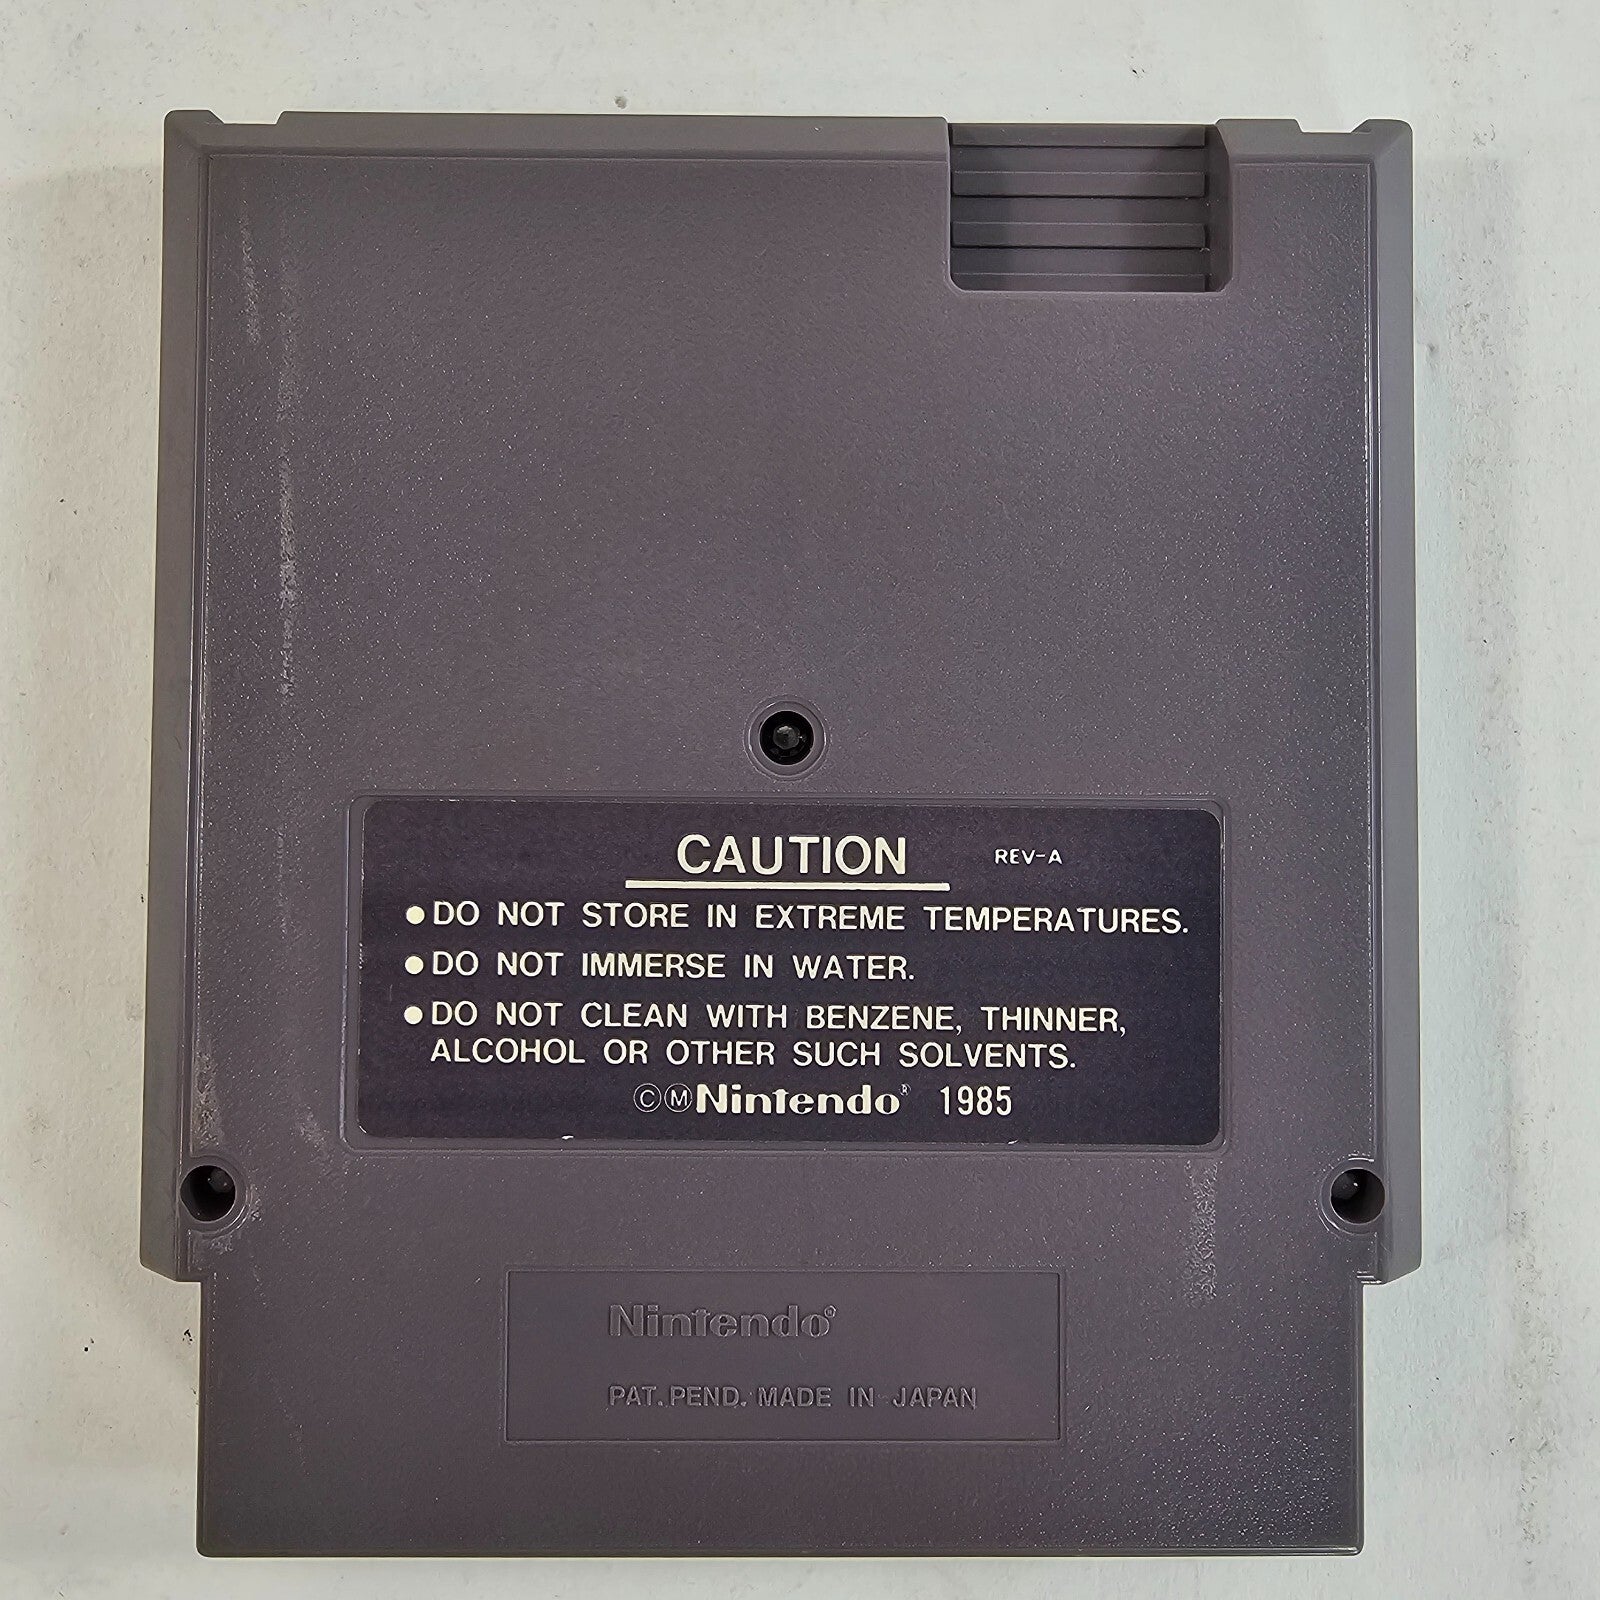 CAUTION REV-A
●DO NOT STORE IN EXTREME TEMPERATURES.
●DO NOT IMMERSE IN WATER.
●DO NOT CLEAN WITH BENZENE, THINNER,
ALCOHOL OR OTHER SUCH SOLVENTS.
©ⓂNintendo® 1985
Nintendo®
PAT. PEND. MADE IN JAPAN